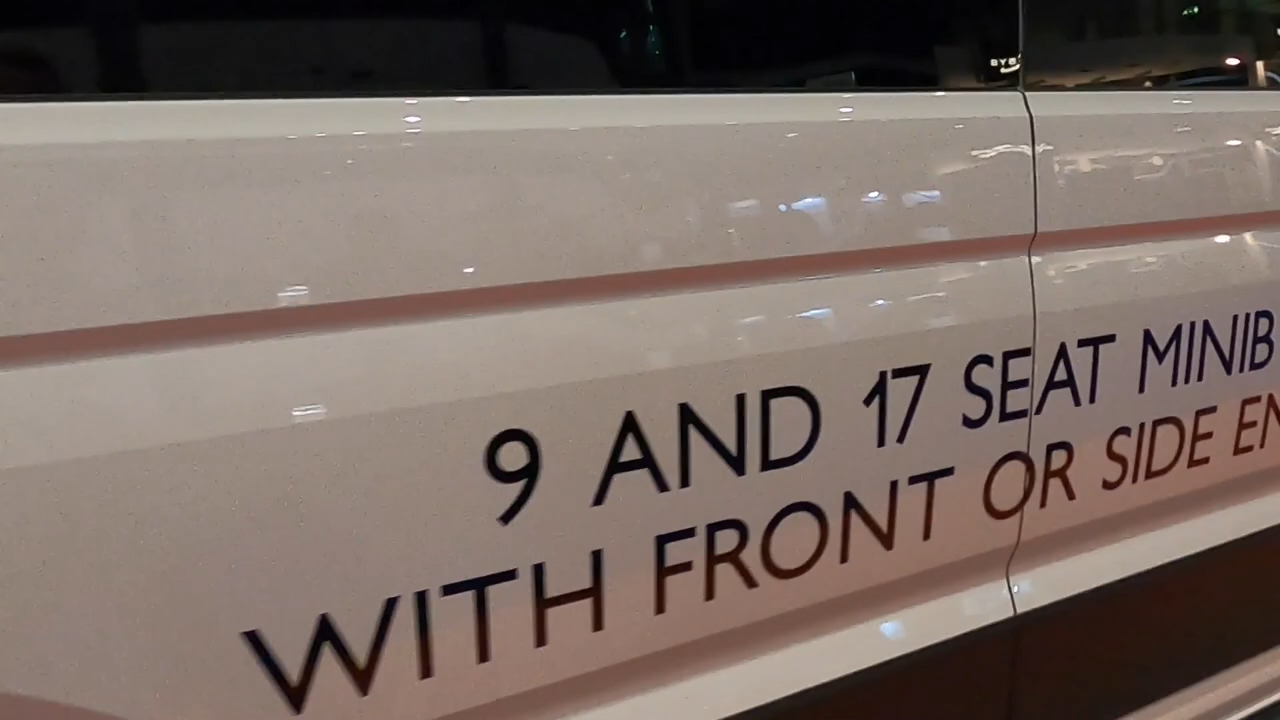 9 AND 17 SEAT MINIB
WITH FRONT OR SIDE EN